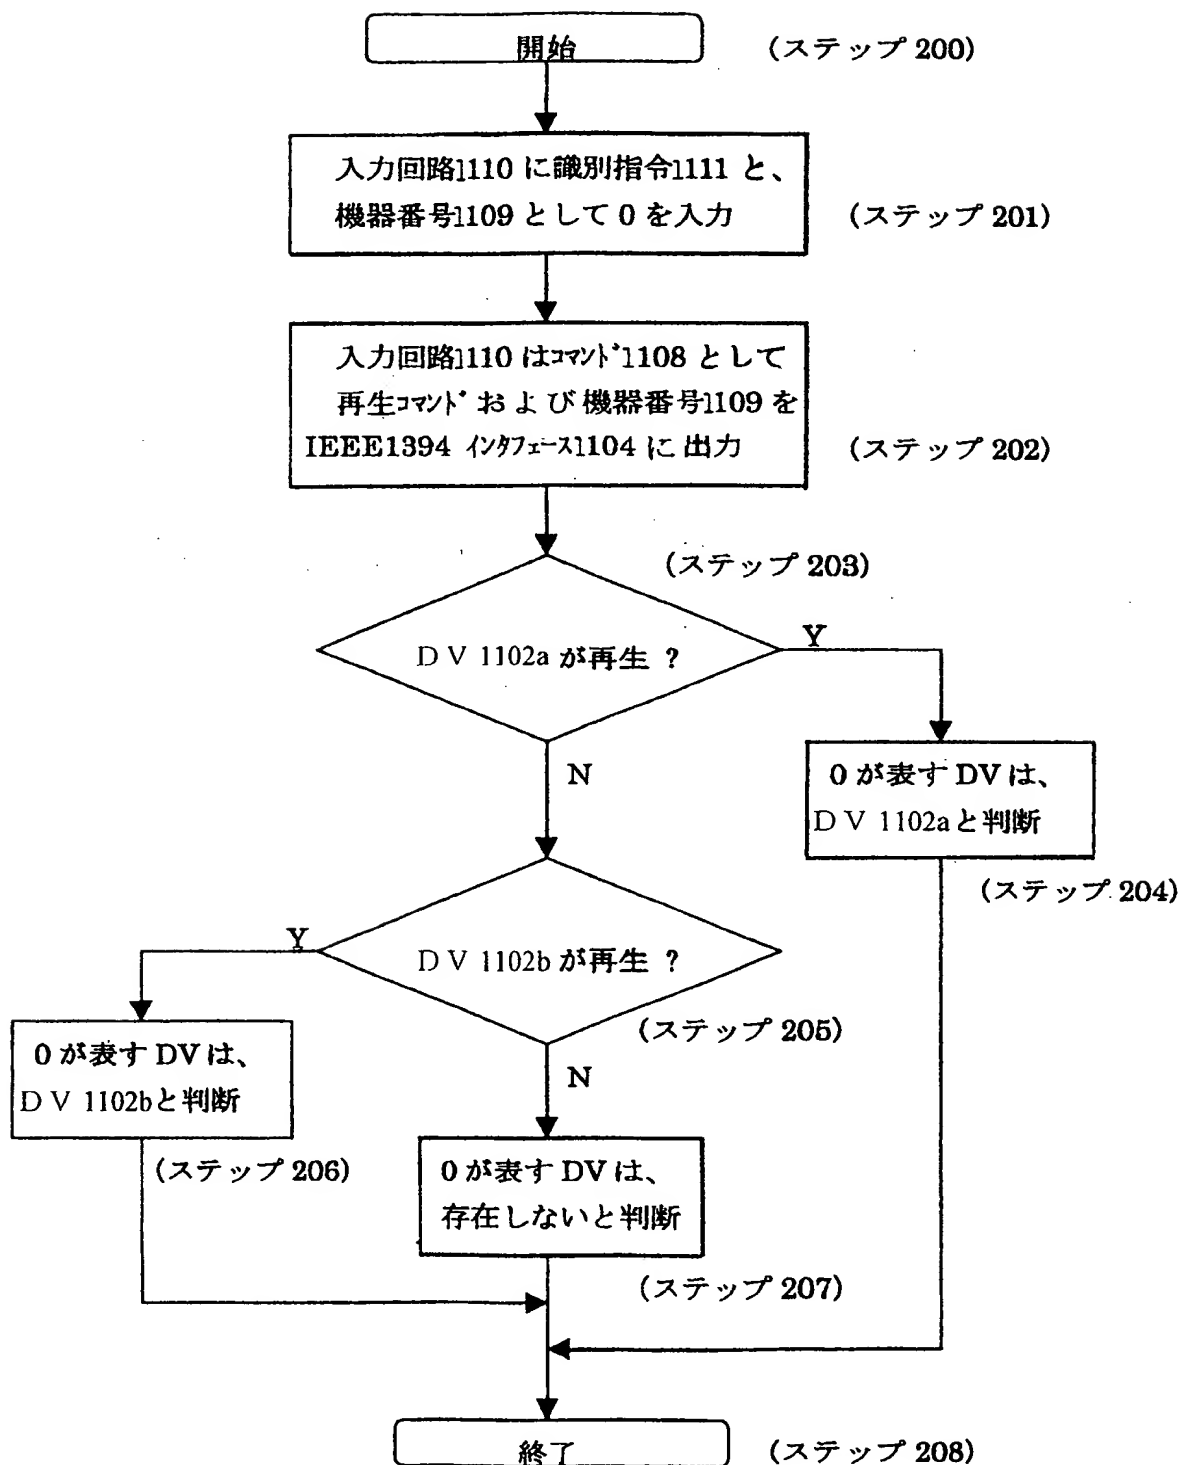 開始
(ステップ 200)
入力回路1110 に識別指令1111 と、
機器番号1109 として 0 を入力
(ステップ 201)
入力回路1110 はコマンド1108 として
再生コマンド および機器番号1109 を
IEEE1394 インタフェース1104 に出力
(ステップ 202)
(ステップ 203)
DV 1102a が再生 ?
Y
N
0 が表す DV は、
DV 1102aと判断
(ステップ 204)
DV 1102b が再生 ?
Y
(ステップ 205)
N
0 が表す DV は、
DV 1102bと判断
(ステップ 206)
0 が表す DV は、
存在しないと判断
(ステップ 207)
終了
(ステップ 208)